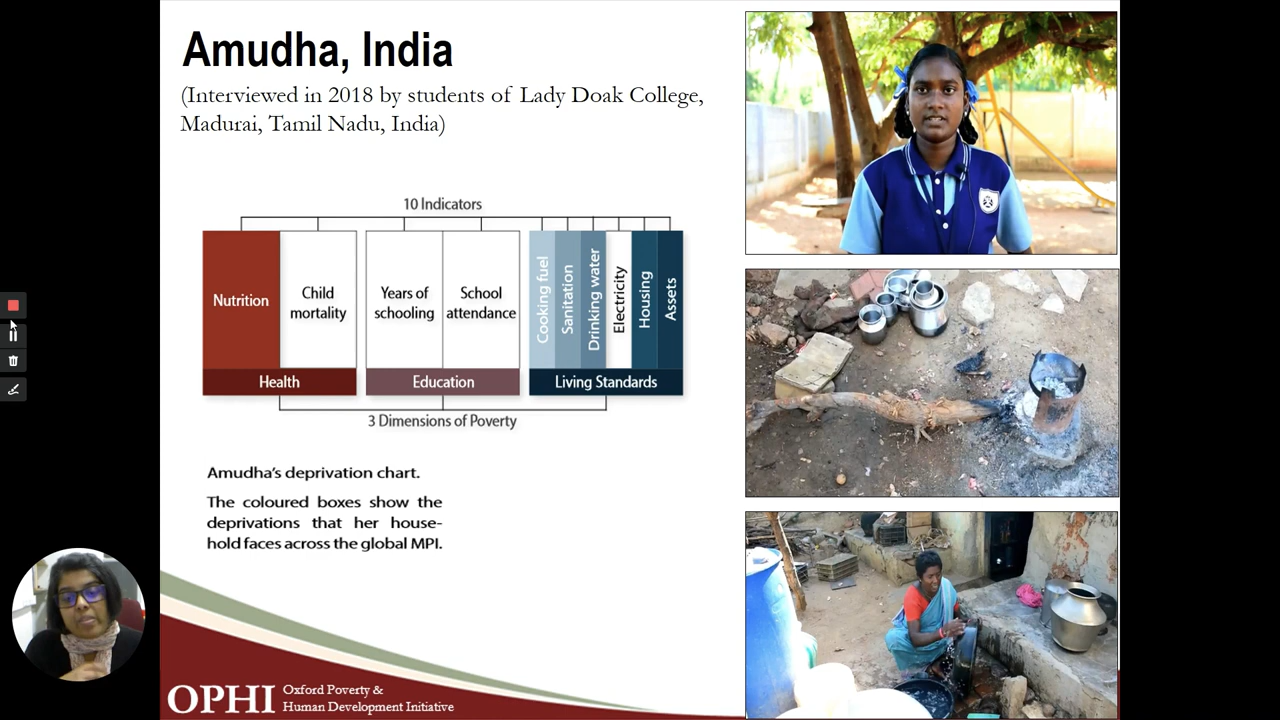 Amudha, India
(Interviewed in 2018 by students of Lady Doak College,
Madurai, Tamil Nadu, India)
10 Indicators
Nutrition
Child
mortality
Years of
schooling
School
attendance
Cooking fuel
Sanitation
Drinking water
Electricity
Housing
Assets
Health
Education
Living Standards
3 Dimensions of Poverty
Amudha's deprivation chart.
The coloured boxes show the
deprivations that her house-
hold faces across the global MPI.
OPHI
Oxford Poverty &
Human Development Initiative